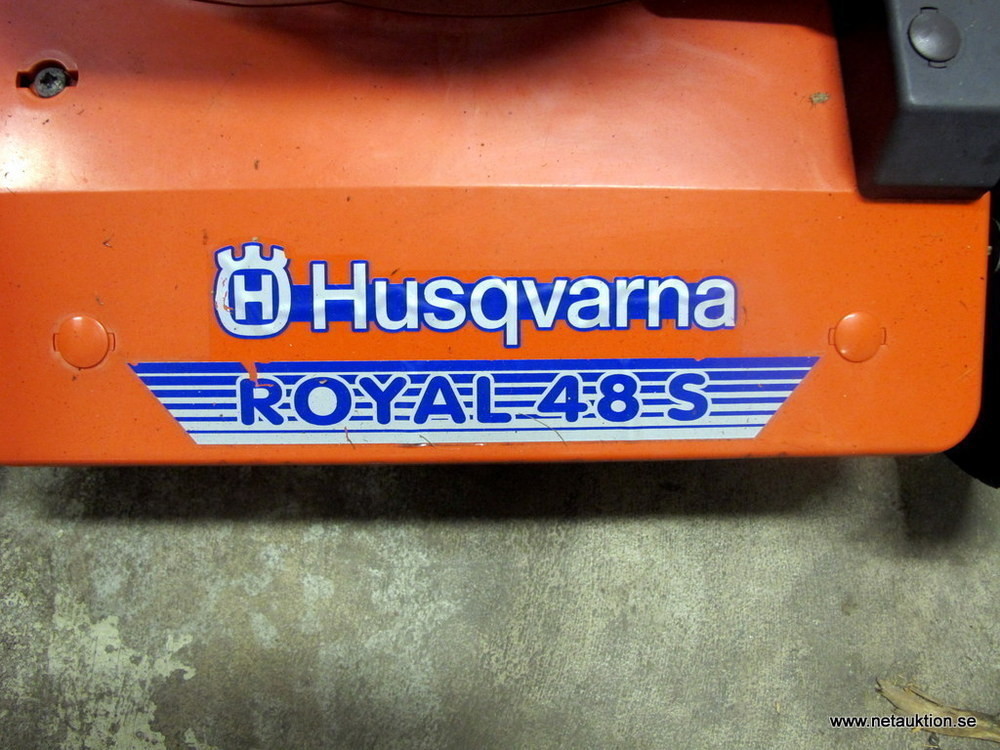 H Husqvarna
ROYAL 48 S
www.netauktion.se